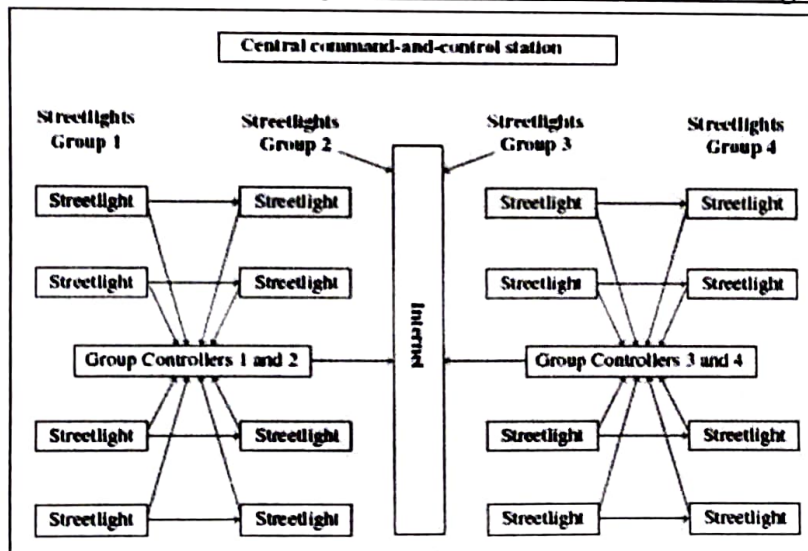 Central command-and-control station
Streetlights
Group 1
Streetlights
Group 2
Streetlights
Group 3
Streetlights
Group 4
Streetlight
Streetlight
Streetlight
Streetlight
Streetlight
Streetlight
Streetlight
Streetlight
Internet
Group Controllers 1 and 2
Group Controllers 3 and 4
Streetlight
Streetlight
Streetlight
Streetlight
Streetlight
Streetlight
Streetlight
Streetlight